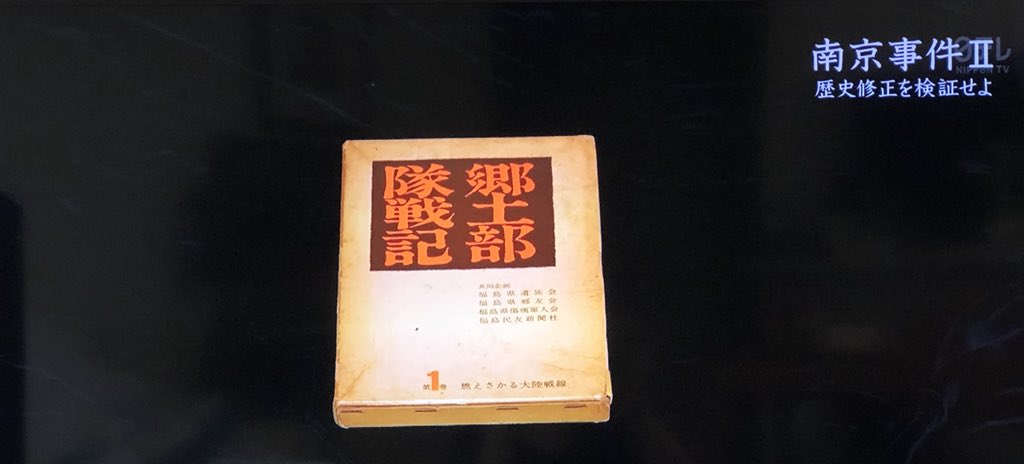 南京事件Ⅱ
歴史修正を検証せよ
NIPPON TV
郷土部
隊戦記
共同企画
福島県遺族会
福島県郷友会
福島県傷痍軍人会
福島民友新聞社
第1巻 燃えさかる大陸戦線